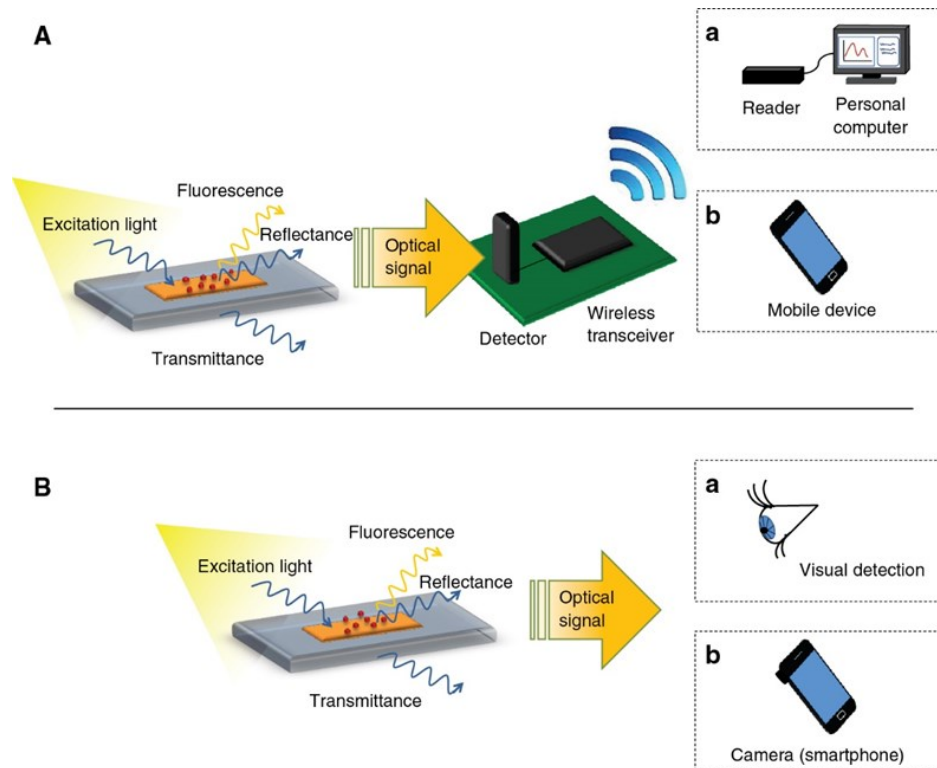 A
Excitation light
Fluorescence
Reflectance
Transmittance
Optical
signal
Detector
Wireless
transceiver
a
Reader
Personal
computer
b
Mobile device
B
Excitation light
Fluorescence
Reflectance
Transmittance
Optical
signal
a
Visual detection
b
Camera (smartphone)